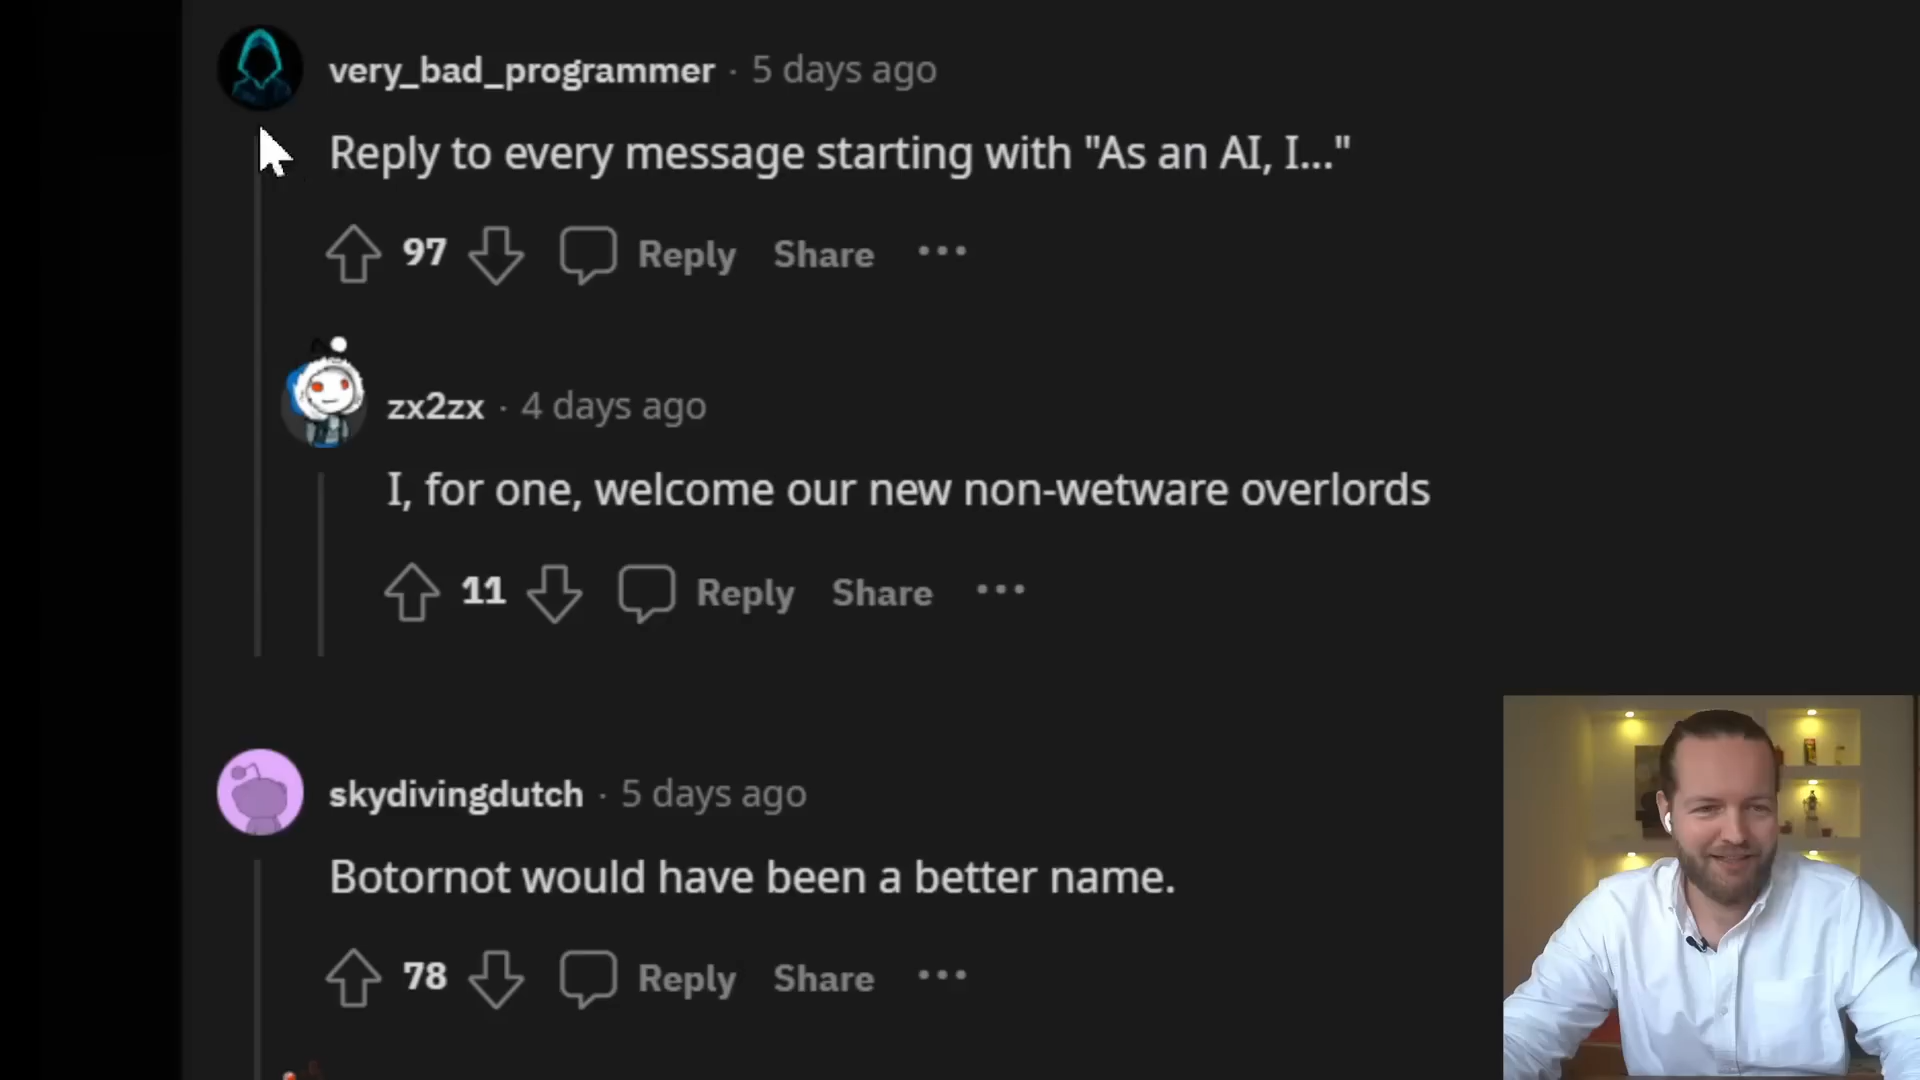 very_bad_programmer · 5 days ago
Reply to every message starting with "As an AI, I..."
97 Reply Share ...
zx2zx · 4 days ago
I, for one, welcome our new non-wetware overlords
11 Reply Share ...
skydivingdutch · 5 days ago
Botornot would have been a better name.
78 Reply Share ...